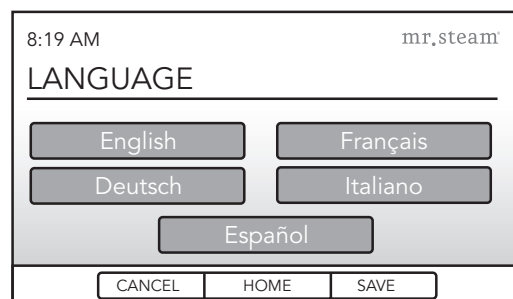 8:19 AM mr.steam
LANGUAGE
English Français
Deutsch Italiano
Español
CANCEL HOME SAVE